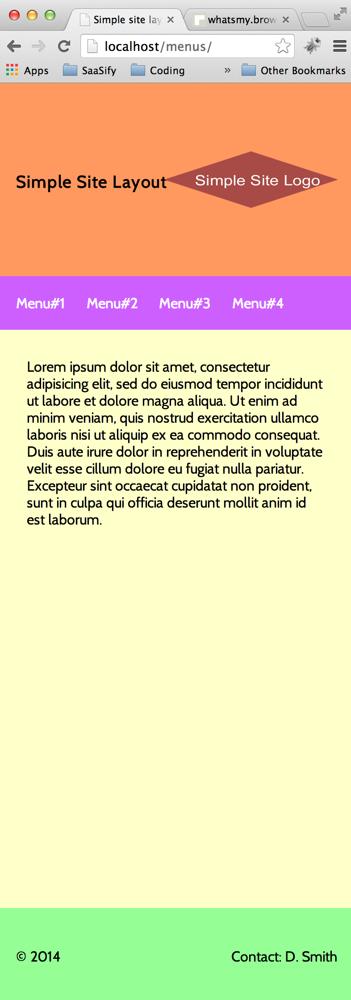 Simple site lay
whatsmy.brow
localhost/menus/
Apps SaaSify Coding » Other Bookmarks
Simple Site Layout
Simple Site Logo
Menu#1 Menu#2 Menu#3 Menu#4
Lorem ipsum dolor sit amet, consectetur
adipisicing elit, sed do eiusmod tempor incididunt
ut labore et dolore magna aliqua. Ut enim ad
minim veniam, quis nostrud exercitation ullamco
laboris nisi ut aliquip ex ea commodo consequat.
Duis aute irure dolor in reprehenderit in voluptate
velit esse cillum dolore eu fugiat nulla pariatur.
Excepteur sint occaecat cupidatat non proident,
sunt in culpa qui officia deserunt mollit anim id
est laborum.
© 2014 Contact: D. Smith